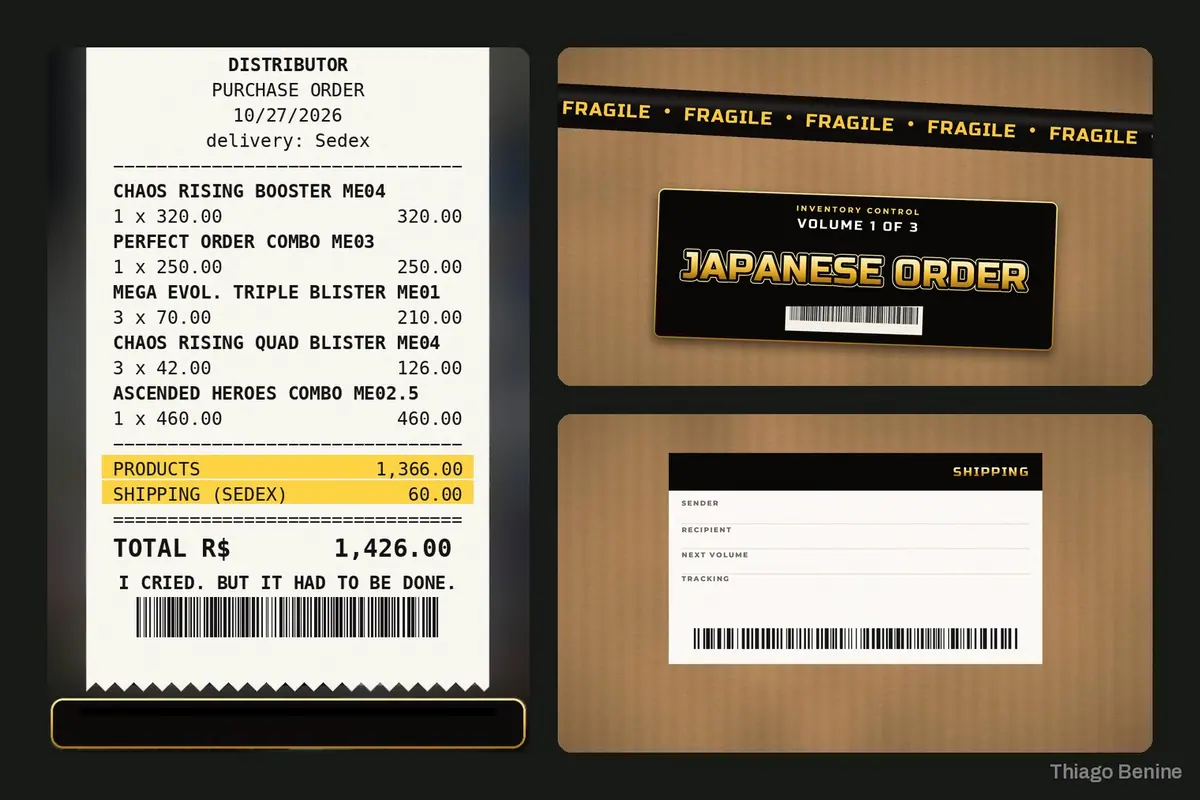 DISTRIBUTOR
PURCHASE ORDER
10/27/2026
delivery: Sedex
CHAOS RISING BOOSTER ME04
1 x 320.00 320.00
PERFECT ORDER COMBO ME03
1 x 250.00 250.00
MEGA EVOL. TRIPLE BLISTER ME01
3 x 70.00 210.00
CHAOS RISING QUAD BLISTER ME04
3 x 42.00 126.00
ASCENDED HEROES COMBO ME02.5
1 x 460.00 460.00
PRODUCTS 1,366.00
SHIPPING (SEDEX) 60.00
TOTAL R$ 1,426.00
I CRIED. BUT IT HAD TO BE DONE.
FRAGILE • FRAGILE • FRAGILE • FRAGILE • FRAGILE
INVENTORY CONTROL
VOLUME 1 OF 3
JAPANESE ORDER
SHIPPING
SENDER
RECIPIENT
NEXT VOLUME
TRACKING
Thiago Benine